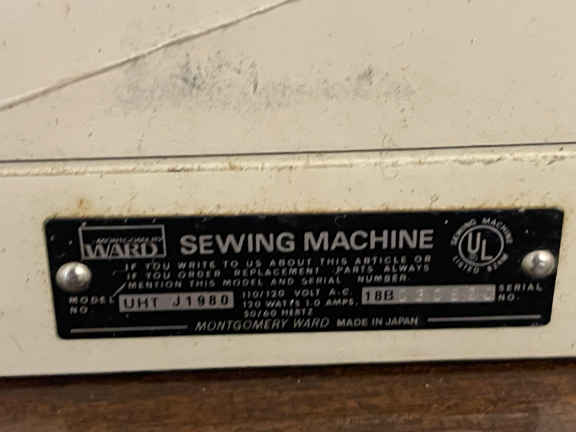 MONTGOMERY
WARD
SEWING MACHINE
SEWING MACHINE
UL
LISTED
IF YOU WRITE TO US ABOUT THIS ARTICLE OR
IF YOU ORDER REPLACEMENT PARTS ALWAYS
MENTION THIS MODEL AND SERIAL NUMBER.
MODEL NO. UHT J1980
110/120 VOLT A.C.
120 WATTS 1.0 AMPS.
50/60 HERTZ
18B
SERIAL NO.
MONTGOMERY WARD MADE IN JAPAN